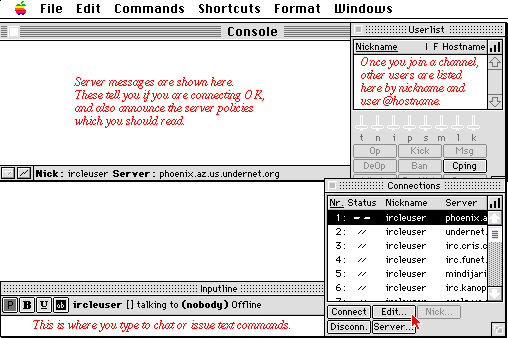 File Edit Commands Shortcuts Format Windows
Console
Server messages are shown here.
These tell you if you are connecting OK,
and also announce the server policies
which you should read.
Nick: ircleuser Server: phoenix.az.us.undernet.org
Userlist
Nickname I F Hostname
Once you join a channel,
other users are listed
here by nickname and
user@hostname.
t n i p s m l k
Op Kick Msg
DeOp Ban Cping
Connections
Nr. Status Nickname Server
1: -- ircleuser phoenix.a
2: // ircleuser undernet.
3: // ircleuser irc.cris.c
4: // ircleuser irc.funet.
5: // ircleuser mindijari
6: // ircleuser irc.kanop
7: // ircleuser
Connect Edit... Nick...
Disconn. Server...
Inputline
P B U ab ircleuser [] talking to (nobody) Offline
This is where you type to chat or issue text commands.